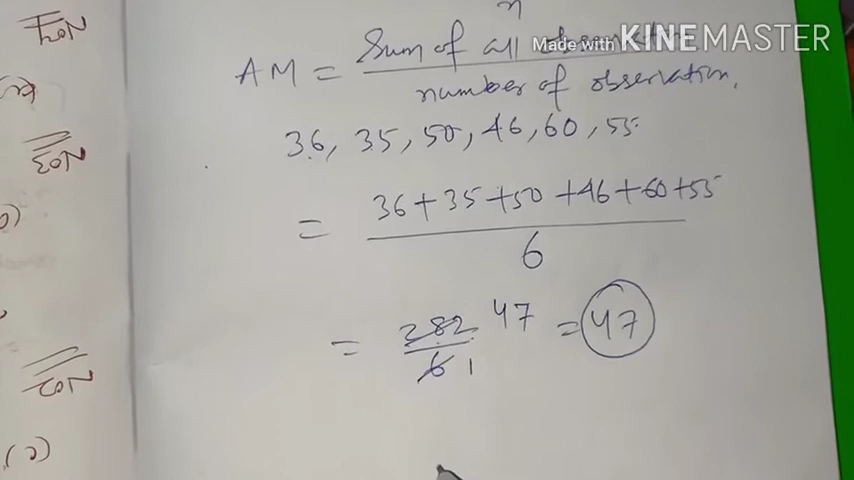 n
AM = Sum of all observation
number of observation.
36, 35, 50, 46, 60, 55
= 36+35+50+46+60+55
6
= 282 47 = 47
6 1
Made with KINEMASTER